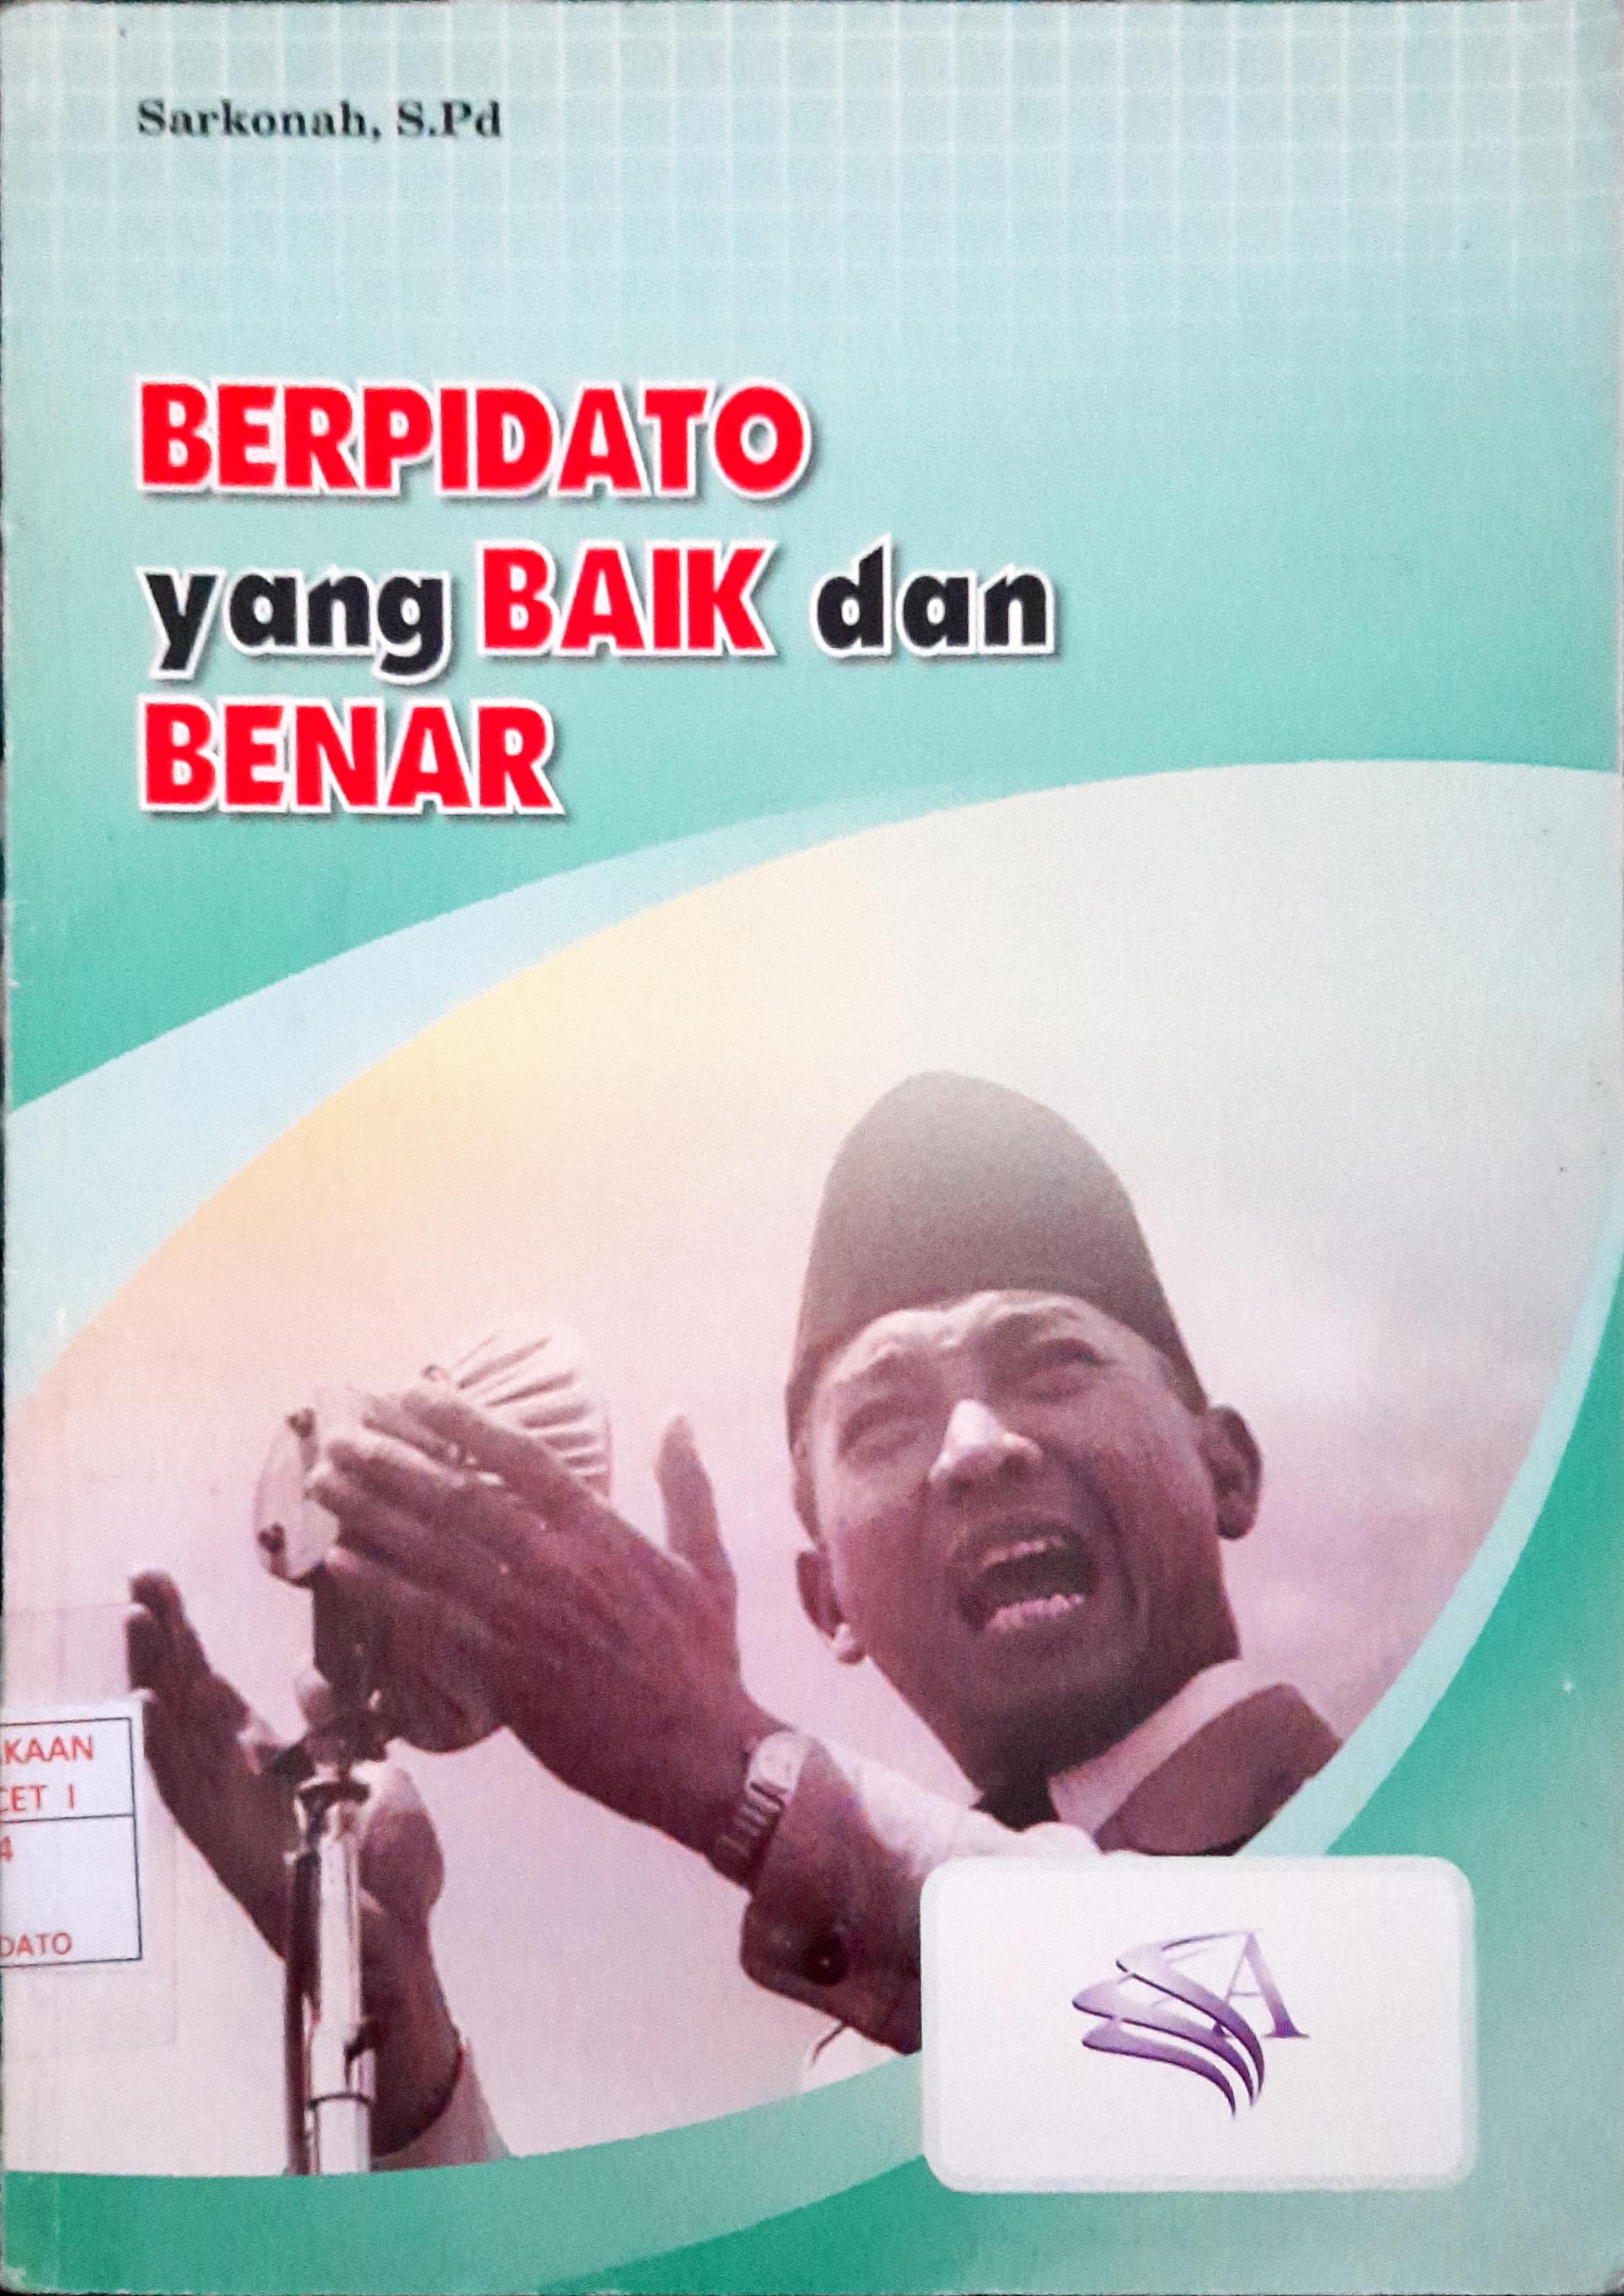 Sarkonah, S.Pd
BERPIDATO
yang BAIK dan
BENAR
KAAN
CET I
4
DATO
A